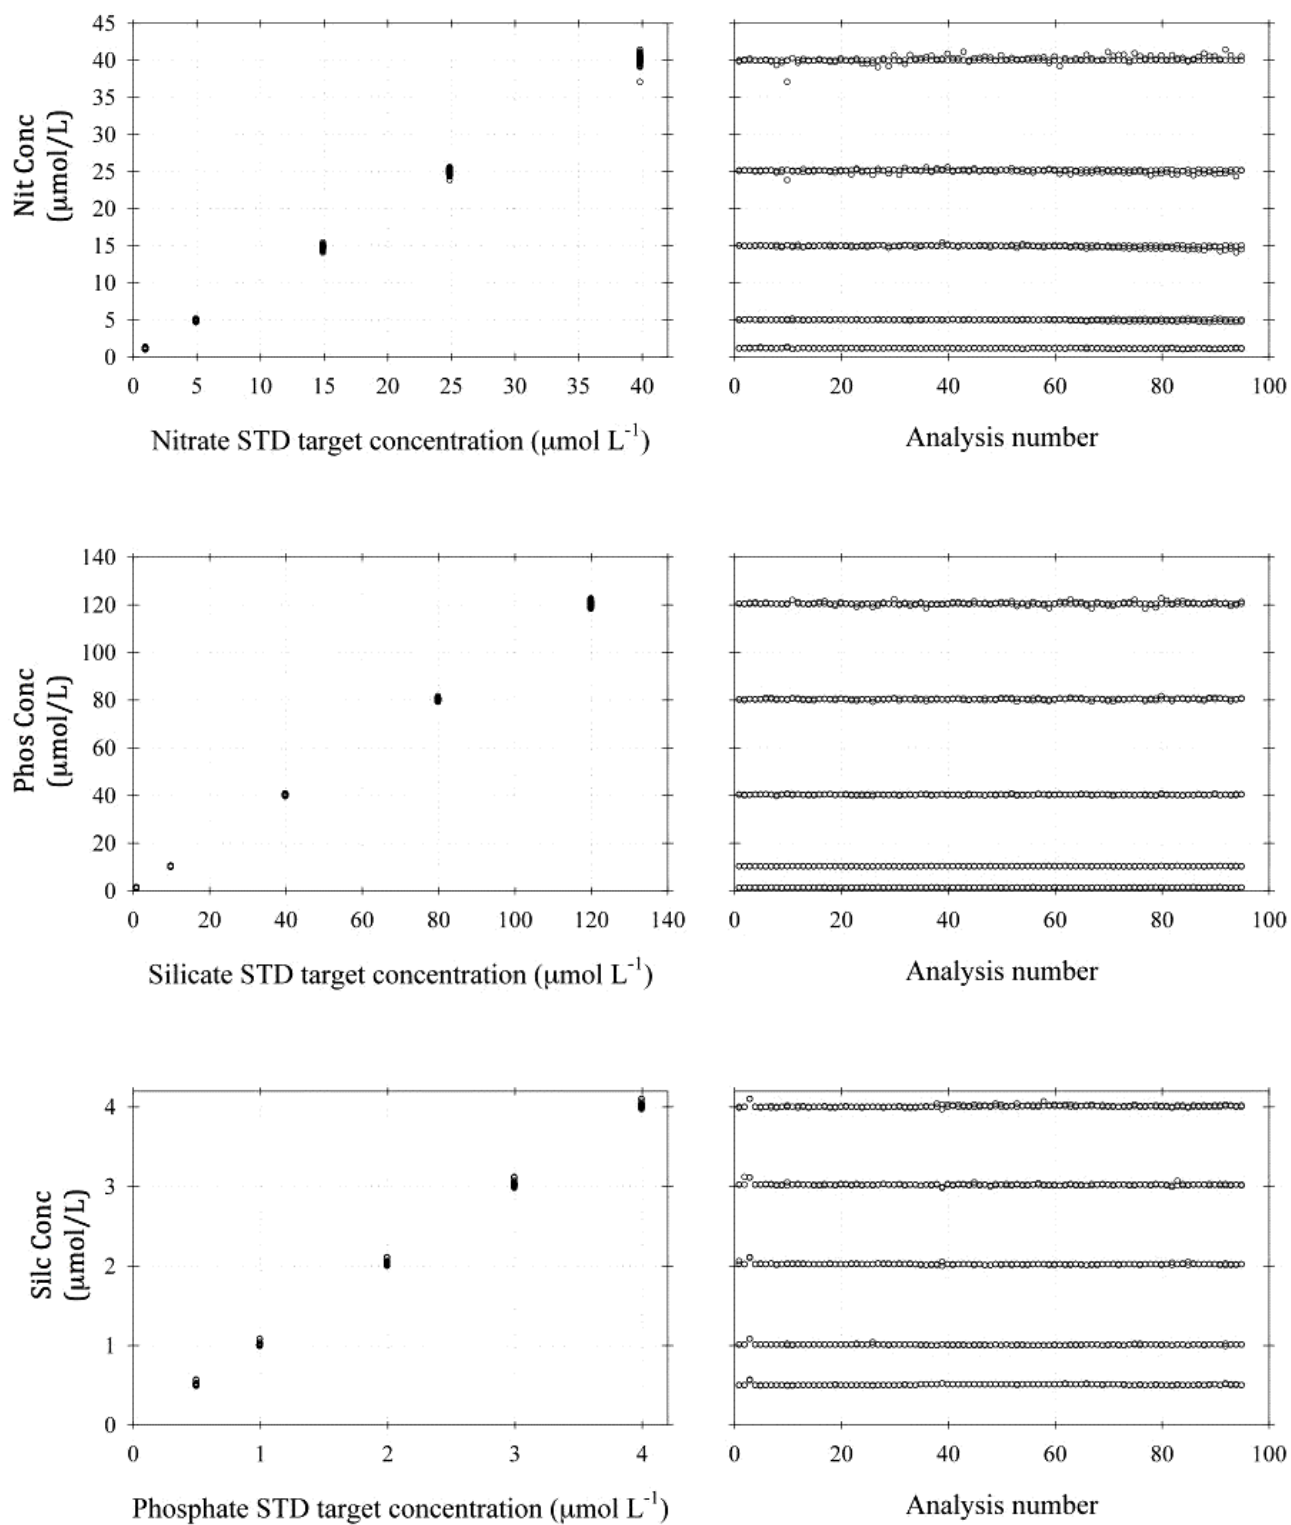 Nit Conc
(μmol/L)
45
40
35
30
25
20
15
10
5
0
0 5 10 15 20 25 30 35 40
Nitrate STD target concentration (μmol L⁻¹)
0 20 40 60 80 100
Analysis number
Phos Conc
(μmol/L)
140
120
100
80
60
40
20
0
0 20 40 60 80 100 120 140
Silicate STD target concentration (μmol L⁻¹)
0 20 40 60 80 100
Analysis number
Silc Conc
(μmol/L)
4
3
2
1
0
0 1 2 3 4
Phosphate STD target concentration (μmol L⁻¹)
0 20 40 60 80 100
Analysis number